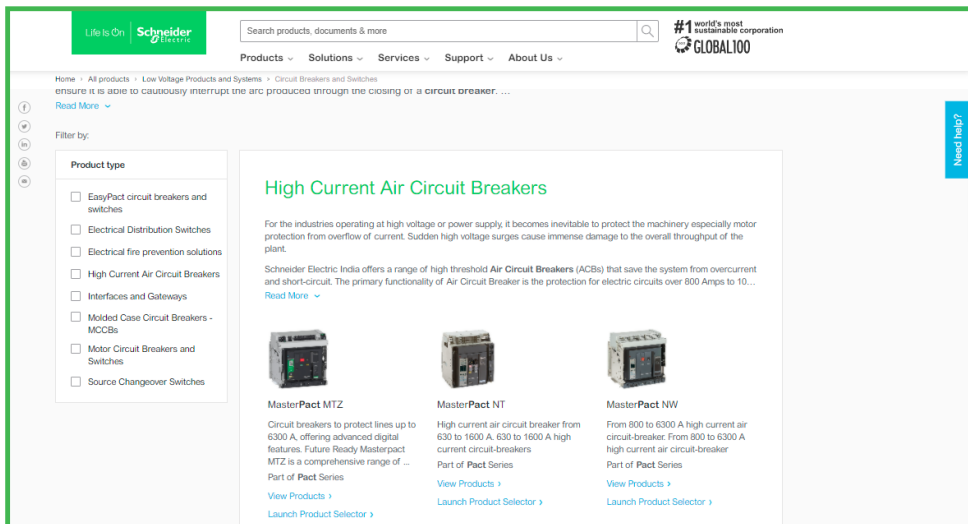 Life Is On | Schneider Electric
Search products, documents & more
#1 world's most sustainable corporation
GLOBAL100
Products Solutions Services Support About Us
Home > All products > Low Voltage Products and Systems > Circuit Breakers and Switches
ensure it is able to cautiously interrupt the arc produced through the closing of a circuit breaker. ...
Read More
Need help?
Filter by:
Product type
EasyPact circuit breakers and
switches
Electrical Distribution Switches
Electrical fire prevention solutions
High Current Air Circuit Breakers
Interfaces and Gateways
Molded Case Circuit Breakers -
MCCBs
Motor Circuit Breakers and
Switches
Source Changeover Switches
High Current Air Circuit Breakers
For the industries operating at high voltage or power supply, it becomes inevitable to protect the machinery especially motor
protection from overflow of current. Sudden high voltage surges cause immense damage to the overall throughput of the
plant.
Schneider Electric India offers a range of high threshold Air Circuit Breakers (ACBs) that save the system from overcurrent
and short-circuit. The primary functionality of Air Circuit Breaker is the protection for electric circuits over 800 Amps to 10...
Read More
MasterPact MTZ
Circuit breakers to protect lines up to
6300 A, offering advanced digital
features. Future Ready Masterpact
MTZ is a comprehensive range of ...
Part of Pact Series
View Products >
Launch Product Selector >
MasterPact NT
High current air circuit breaker from
630 to 1600 A. 630 to 1600 A high
current circuit-breakers
Part of Pact Series
View Products >
Launch Product Selector >
MasterPact NW
From 800 to 6300 A high current air
circuit-breaker. From 800 to 6300 A
high current air circuit-breaker
Part of Pact Series
View Products >
Launch Product Selector >